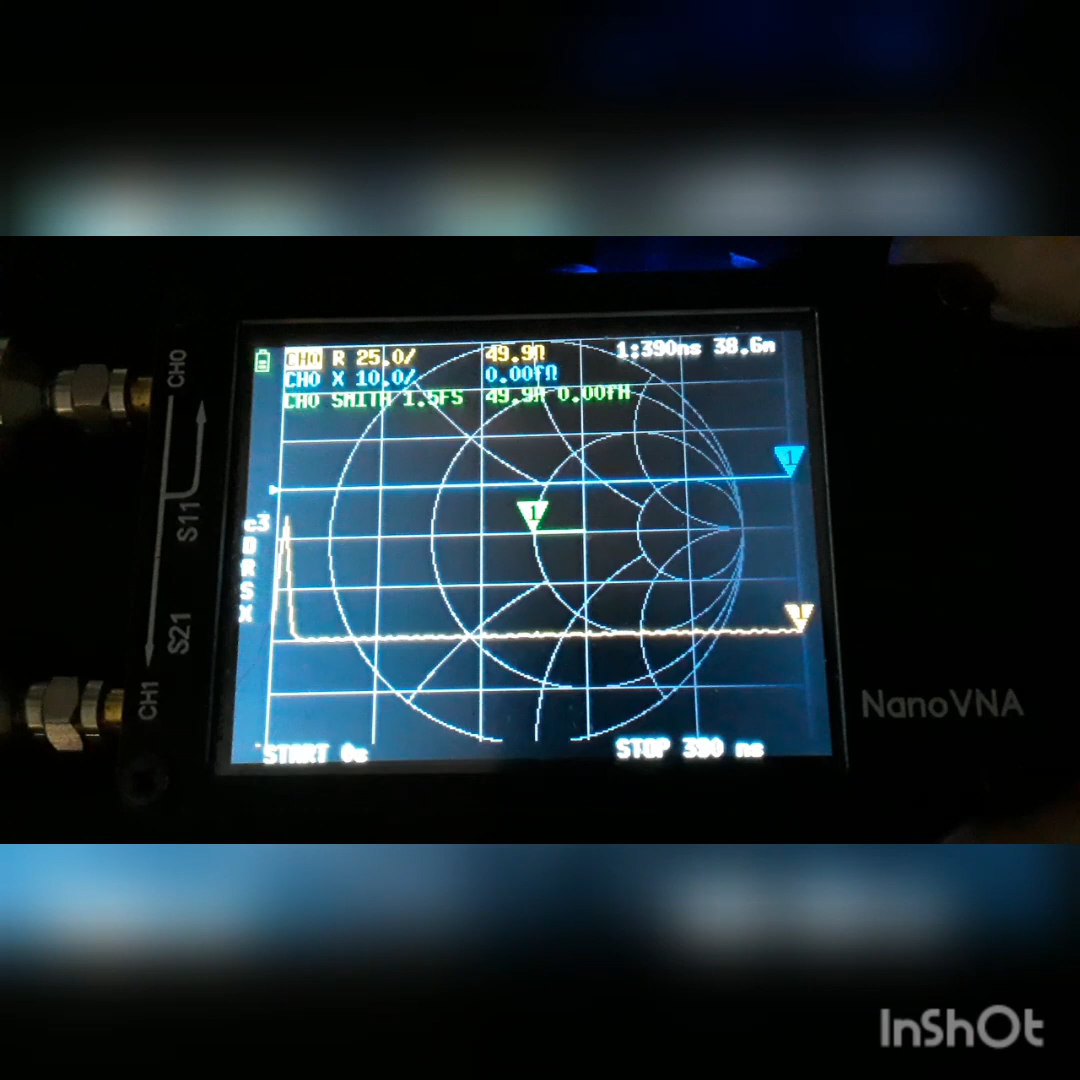 CH0 R 25.0/ 49.9Ω 1:390ns 38.6m
CH0 X 10.0/ 0.00fΩ
CH0 SMITH 1.5FS 49.9Ω 0.00fH
1
1
1
c3
D
R
S
X
START 0s STOP 390 ns
CH0
S11
S21
CH1
NanoVNA
InShOt